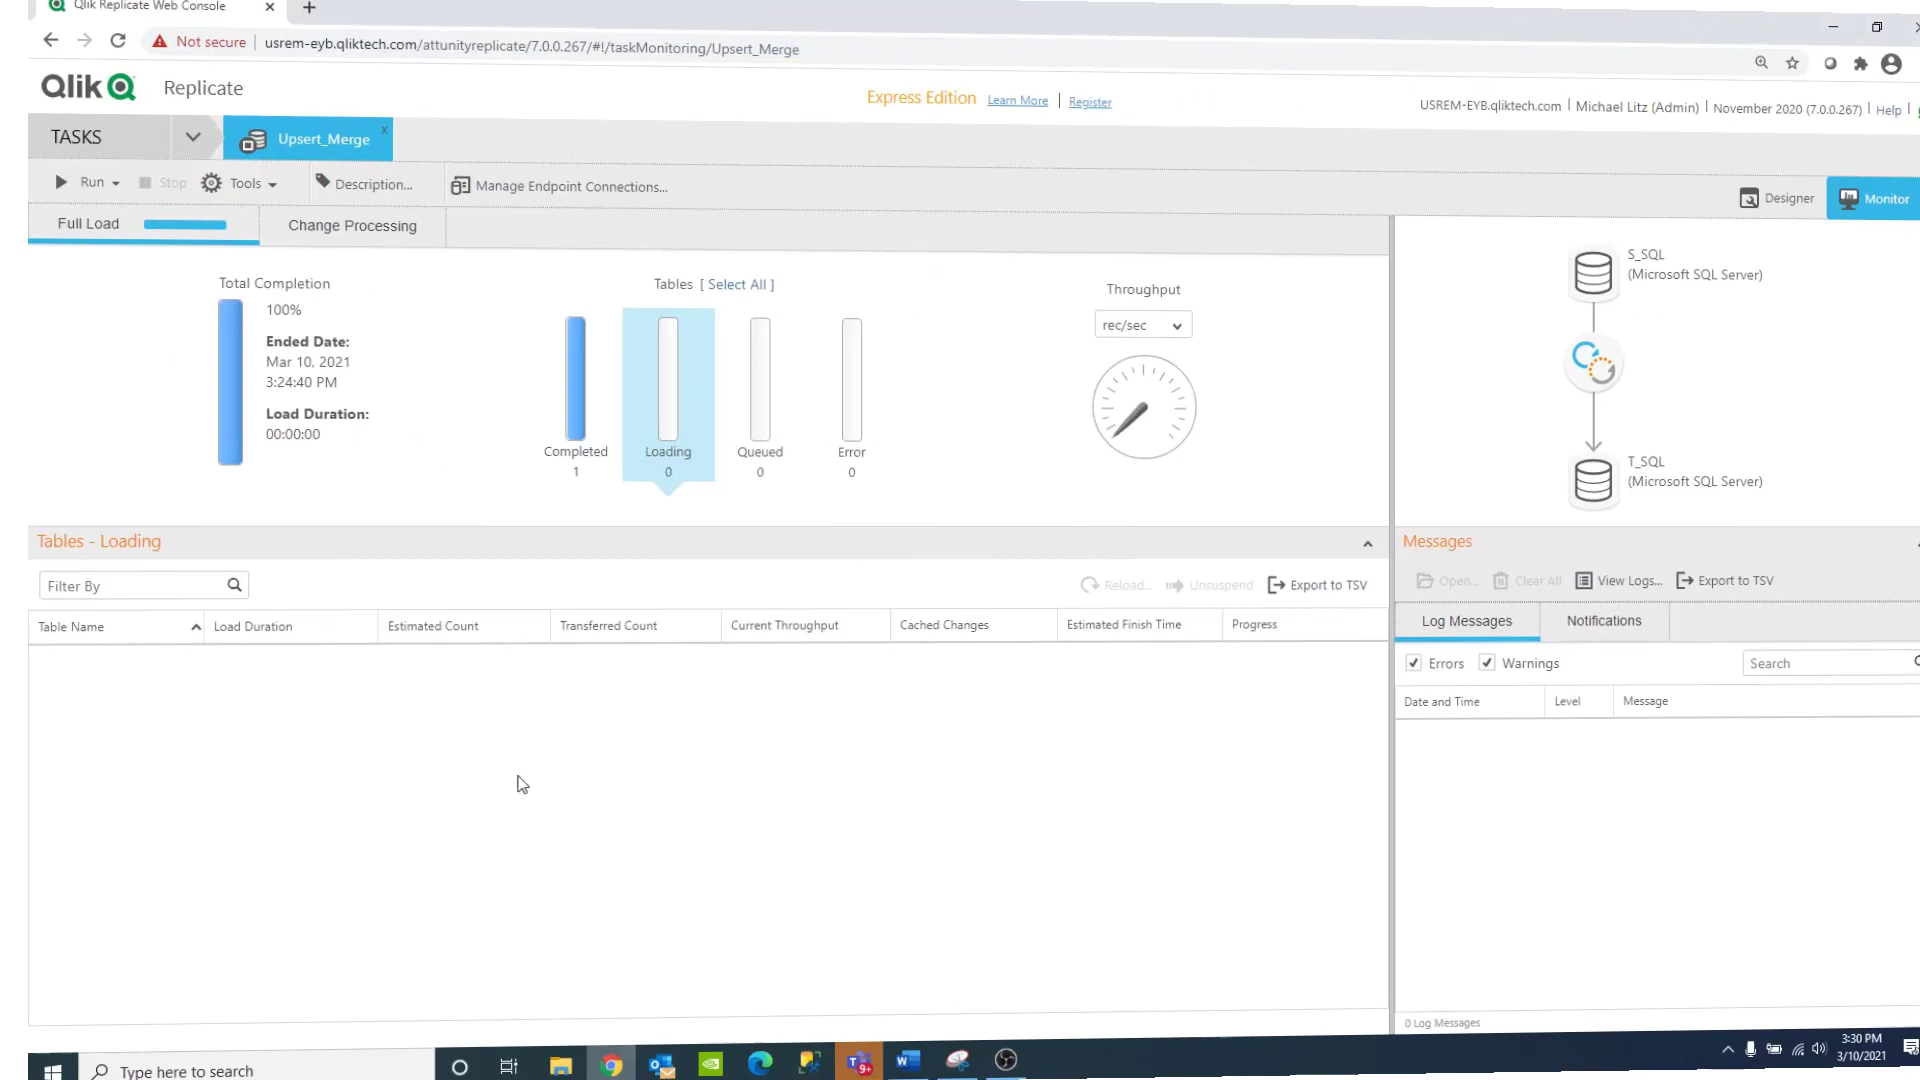 Qlik Replicate Web Console × +
Not secure | usrem-eyb.qliktech.com/attunityreplicate/7.0.0.267/#!/taskMonitoring/Upsert_Merge
Qlik Replicate
Express Edition Learn More | Register
USREM-EYB.qliktech.com | Michael Litz (Admin) | November 2020 (7.0.0.267) | Help |
TASKS
Upsert_Merge x
Run Stop Tools Description... Manage Endpoint Connections...
Designer Monitor
Full Load Change Processing
Total Completion
100%
Ended Date:
Mar 10, 2021
3:24:40 PM
Load Duration:
00:00:00
Tables [ Select All ]
Completed Loading Queued Error
1 0 0 0
Throughput
rec/sec
S_SQL
(Microsoft SQL Server)
T_SQL
(Microsoft SQL Server)
Tables - Loading
Filter By
Reload... Unsuspend Export to TSV
Table Name Load Duration Estimated Count Transferred Count Current Throughput Cached Changes Estimated Finish Time Progress
Messages
Open... Clear All View Logs... Export to TSV
Log Messages Notifications
Errors Warnings Search
Date and Time Level Message
0 Log Messages
Type here to search
9+
3:30 PM
3/10/2021